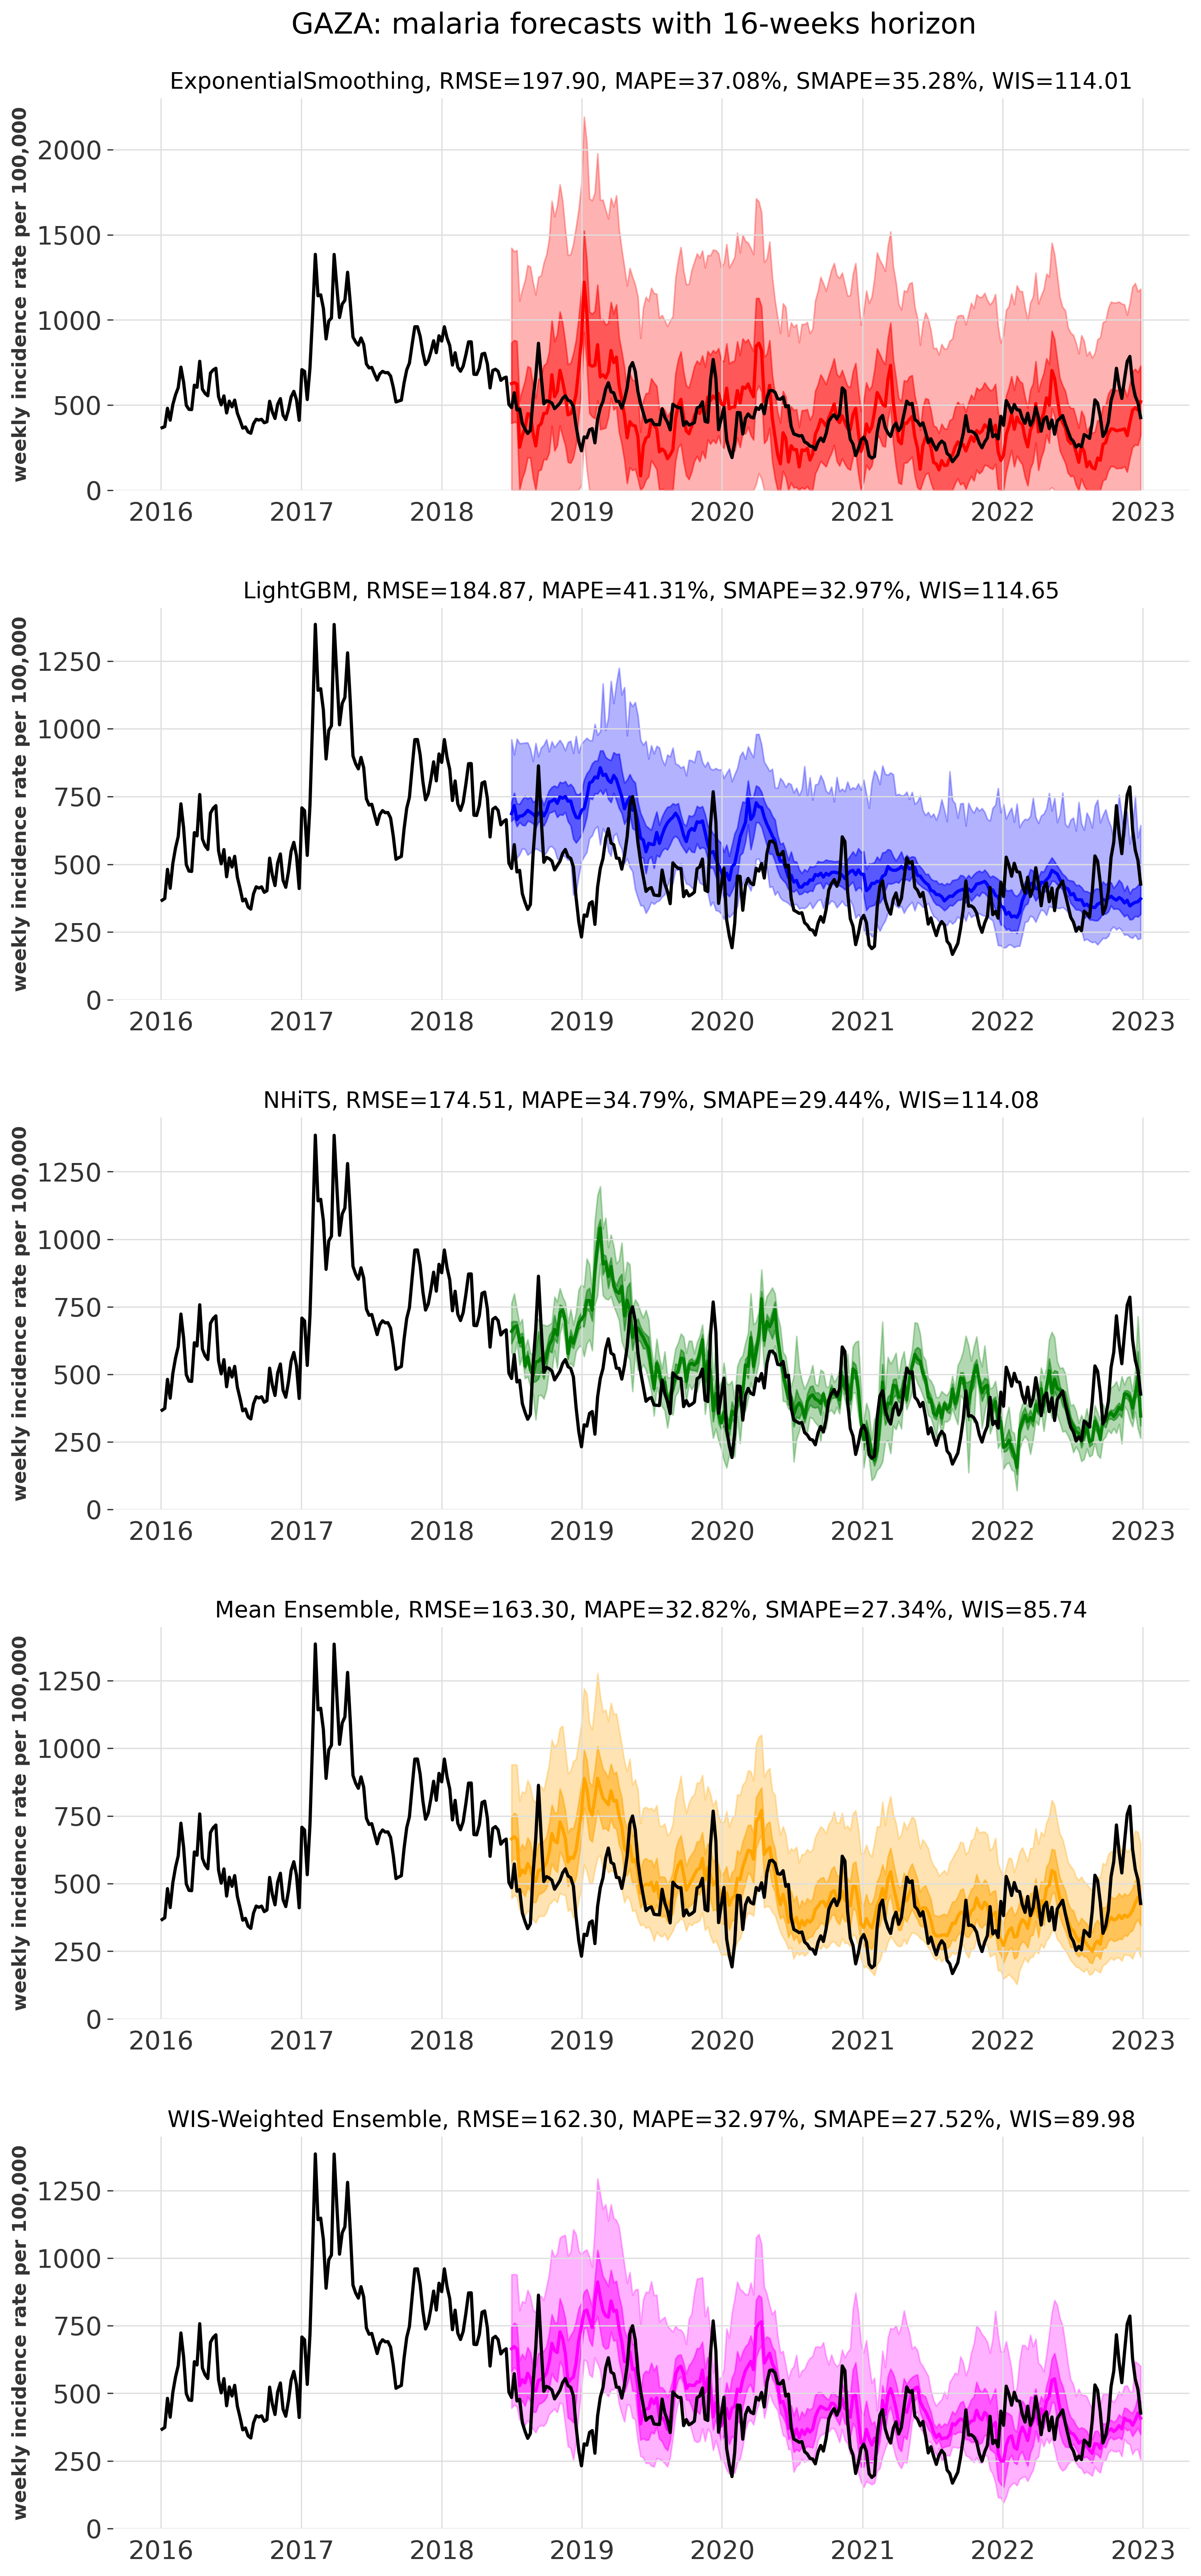 GAZA: malaria forecasts with 16-weeks horizon
ExponentialSmoothing, RMSE=197.90, MAPE=37.08%, SMAPE=35.28%, WIS=114.01
weekly incidence rate per 100,000
2000
1500
1000
500
0
2016 2017 2018 2019 2020 2021 2022 2023
LightGBM, RMSE=184.87, MAPE=41.31%, SMAPE=32.97%, WIS=114.65
weekly incidence rate per 100,000
1250
1000
750
500
250
0
2016 2017 2018 2019 2020 2021 2022 2023
NHiTS, RMSE=174.51, MAPE=34.79%, SMAPE=29.44%, WIS=114.08
weekly incidence rate per 100,000
1250
1000
750
500
250
0
2016 2017 2018 2019 2020 2021 2022 2023
Mean Ensemble, RMSE=163.30, MAPE=32.82%, SMAPE=27.34%, WIS=85.74
weekly incidence rate per 100,000
1250
1000
750
500
250
0
2016 2017 2018 2019 2020 2021 2022 2023
WIS-Weighted Ensemble, RMSE=162.30, MAPE=32.97%, SMAPE=27.52%, WIS=89.98
weekly incidence rate per 100,000
1250
1000
750
500
250
0
2016 2017 2018 2019 2020 2021 2022 2023